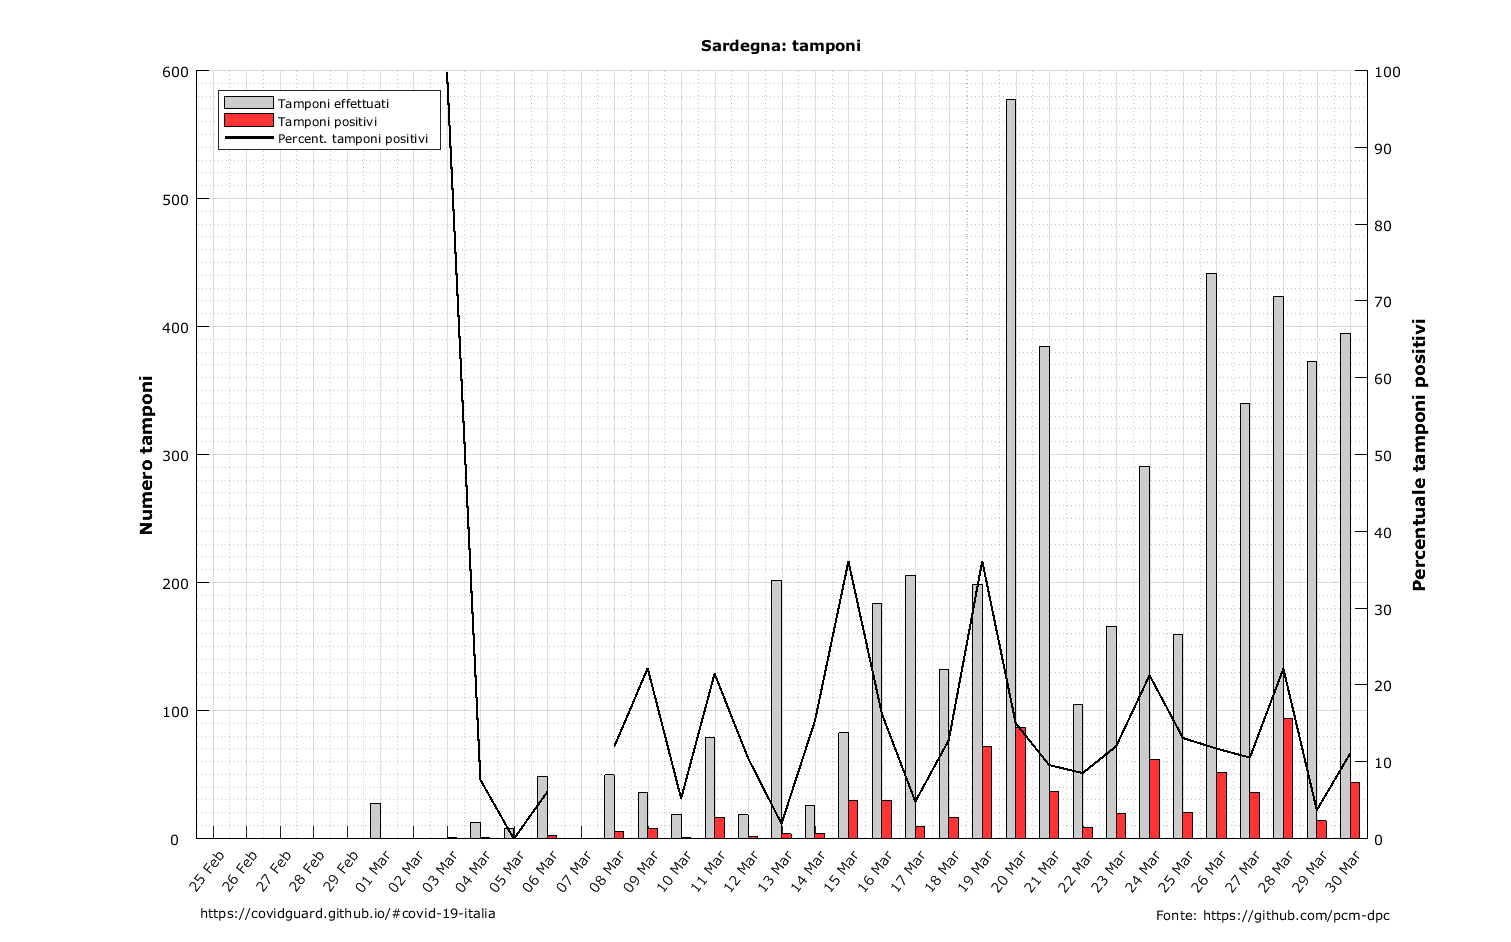 Sardegna: tamponi
Tamponi effettuati
Tamponi positivi
Percent. tamponi positivi
Numero tamponi
600
500
400
300
200
100
0
Percentuale tamponi positivi
100
90
80
70
60
50
40
30
20
10
0
25 Feb
26 Feb
27 Feb
28 Feb
29 Feb
01 Mar
02 Mar
03 Mar
04 Mar
05 Mar
06 Mar
07 Mar
08 Mar
09 Mar
10 Mar
11 Mar
12 Mar
13 Mar
14 Mar
15 Mar
16 Mar
17 Mar
18 Mar
19 Mar
20 Mar
21 Mar
22 Mar
23 Mar
24 Mar
25 Mar
26 Mar
27 Mar
28 Mar
29 Mar
30 Mar
https://covidguard.github.io/#covid-19-italia
Fonte: https://github.com/pcm-dpc